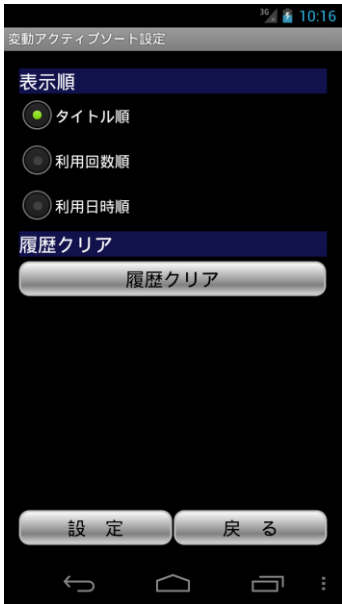 3G 10:16
変動アクティブソート設定
表示順
タイトル順
利用回数順
利用日時順
履歴クリア
履歴クリア
設　定 戻　る